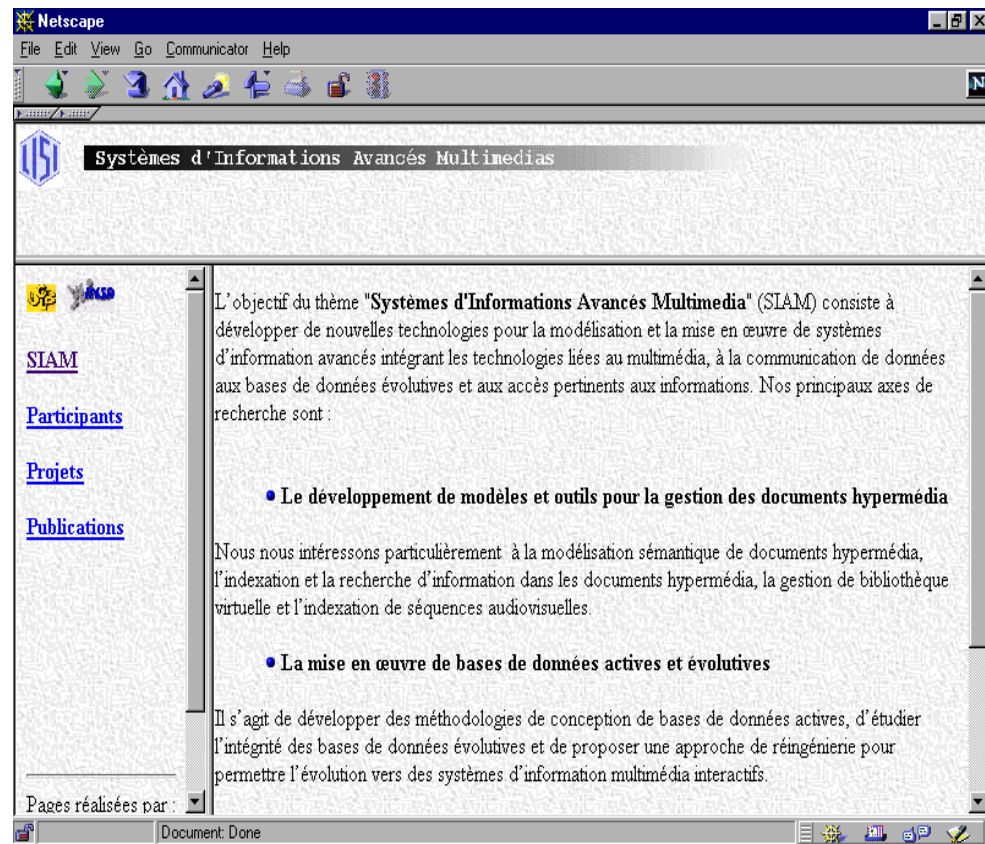 Netscape
File Edit View Go Communicator Help
N
LISI
Systèmes d'Informations Avancés Multimedias
SIAM
Participants
Projets
Publications
Pages réalisées par :
L'objectif du thème "Systèmes d'Informations Avancés Multimedia" (SIAM) consiste à
développer de nouvelles technologies pour la modélisation et la mise en œuvre de systèmes
d'information avancés intégrant les technologies liées au multimédia, à la communication de données
aux bases de données évolutives et aux accès pertinents aux informations. Nos principaux axes de
recherche sont :
Le développement de modèles et outils pour la gestion des documents hypermédia
Nous nous intéressons particulièrement à la modélisation sémantique de documents hypermédia,
l'indexation et la recherche d'information dans les documents hypermédia, la gestion de bibliothèque
virtuelle et l'indexation de séquences audiovisuelles.
La mise en œuvre de bases de données actives et évolutives
Il s'agit de développer des méthodologies de conception de bases de données actives, d'étudier
l'intégrité des bases de données évolutives et de proposer une approche de réingénierie pour
permettre l'évolution vers des systèmes d'information multimédia interactifs.
Document: Done